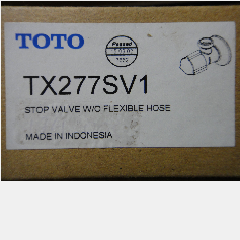 TOTO
Passed
TX277SV1
STOP VALVE W/O FLEXIBLE HOSE
MADE IN INDONESIA